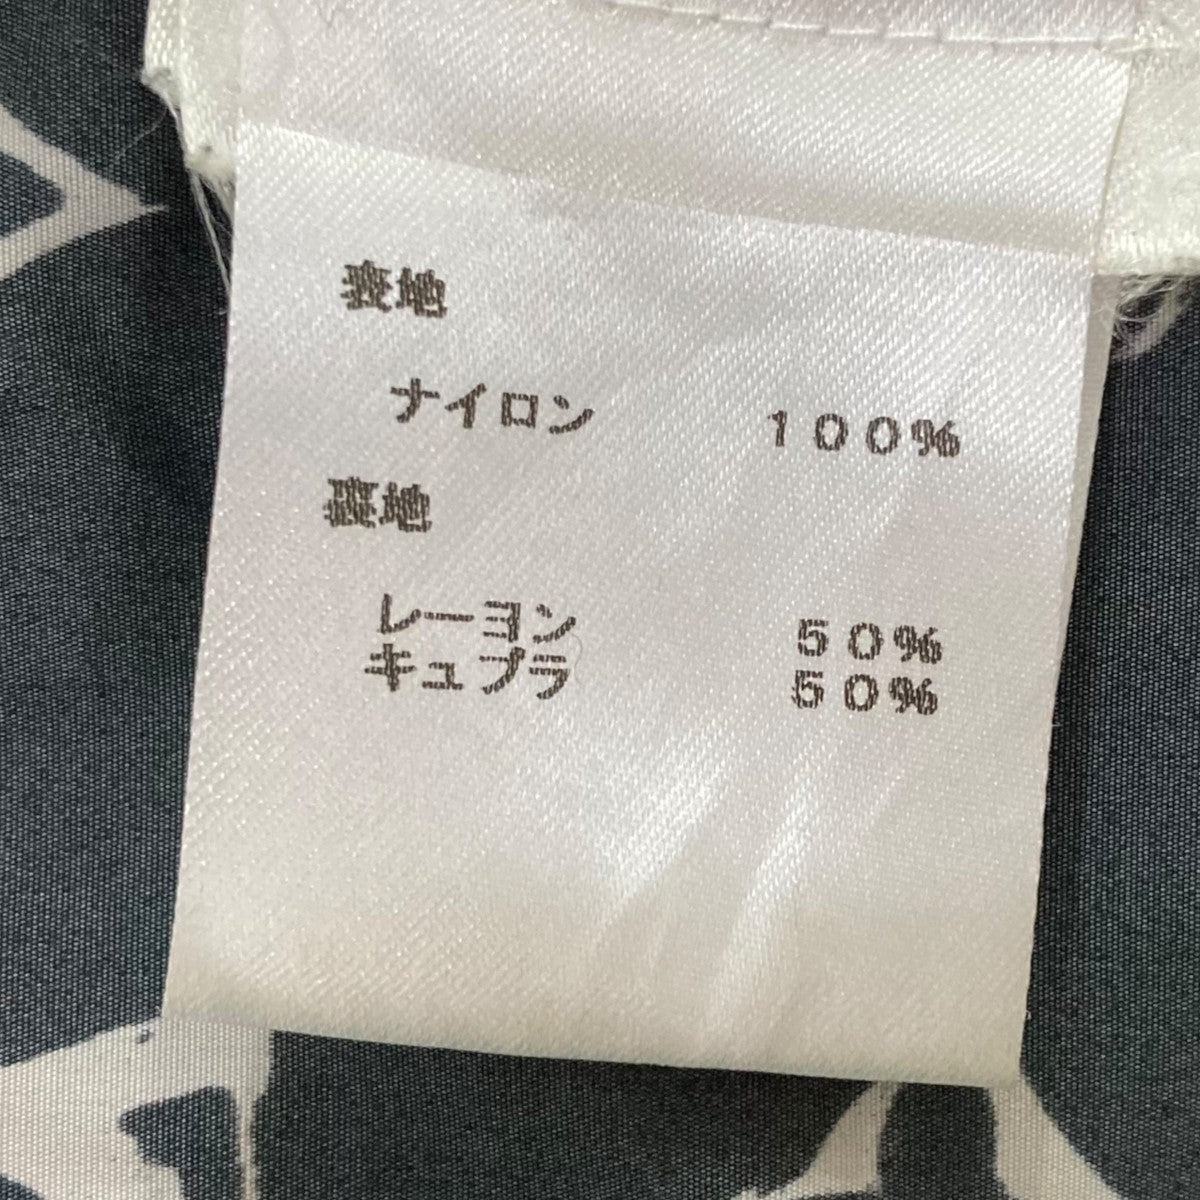 表地
ナイロン 100%
裏地
レーヨン 50%
キュプラ 50%